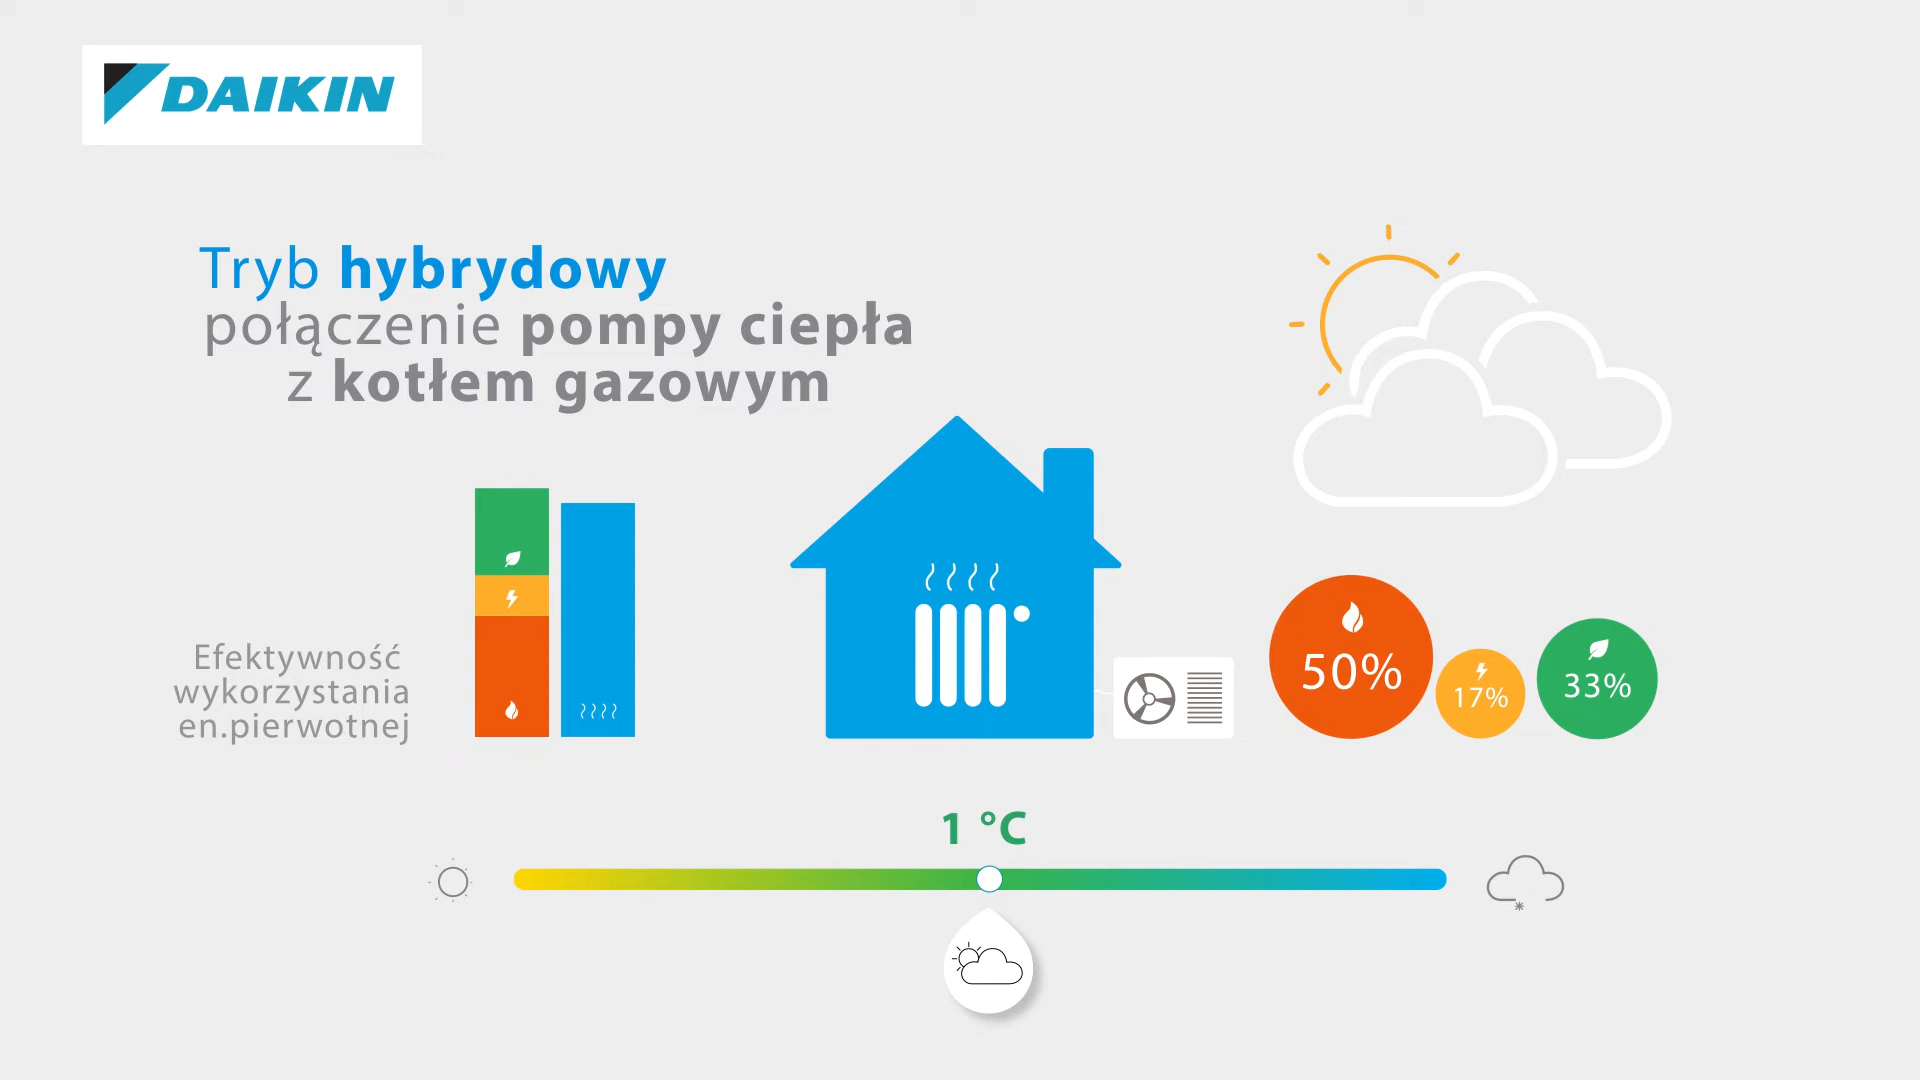 DAIKIN
Tryb hybrydowy
połączenie pompy ciepła
z kotłem gazowym
Efektywność
wykorzystania
en.pierwotnej
50%
17%
33%
1 °C